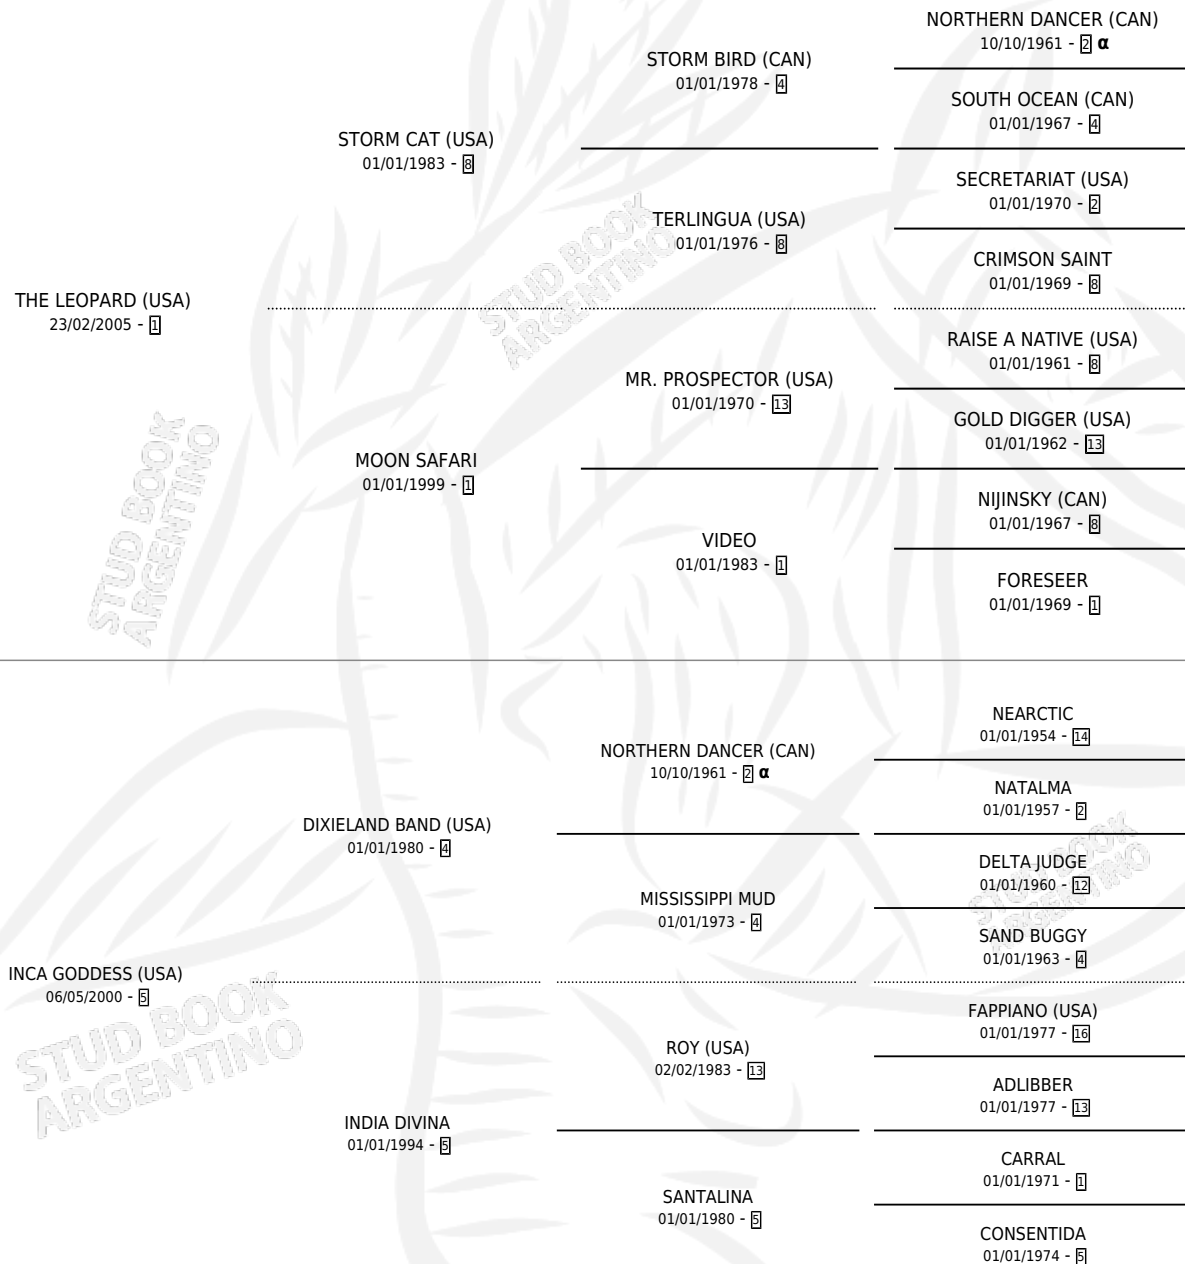 NORTHERN DANCER (CAN)
10/10/1961 - 2 α
STORM BIRD (CAN)
01/01/1978 - 4
SOUTH OCEAN (CAN)
01/01/1967 - 4
STORM CAT (USA)
01/01/1983 - 8
SECRETARIAT (USA)
01/01/1970 - 2
TERLINGUA (USA)
01/01/1976 - 8
CRIMSON SAINT
01/01/1969 - 8
THE LEOPARD (USA)
23/02/2005 - 1
RAISE A NATIVE (USA)
01/01/1961 - 8
MR. PROSPECTOR (USA)
01/01/1970 - 13
GOLD DIGGER (USA)
01/01/1962 - 13
MOON SAFARI
01/01/1999 - 1
NIJINSKY (CAN)
01/01/1967 - 8
VIDEO
01/01/1983 - 1
FORESEER
01/01/1969 - 1
NEARCTIC
01/01/1954 - 14
NORTHERN DANCER (CAN)
10/10/1961 - 2 α
NATALMA
01/01/1957 - 2
DIXIELAND BAND (USA)
01/01/1980 - 4
DELTA JUDGE
01/01/1960 - 12
MISSISSIPPI MUD
01/01/1973 - 4
SAND BUGGY
01/01/1963 - 4
INCA GODDESS (USA)
06/05/2000 - 5
FAPPIANO (USA)
01/01/1977 - 16
ROY (USA)
02/02/1983 - 13
ADLIBBER
01/01/1977 - 13
INDIA DIVINA
01/01/1994 - 5
CARRAL
01/01/1971 - 1
SANTALINA
01/01/1980 - 5
CONSENTIDA
01/01/1974 - 5
STUD BOOK
ARGENTINO
STUD BOOK
ARGENTINO
STUD BOOK
ARGENTINO
STUD BOOK
ARGENTINO